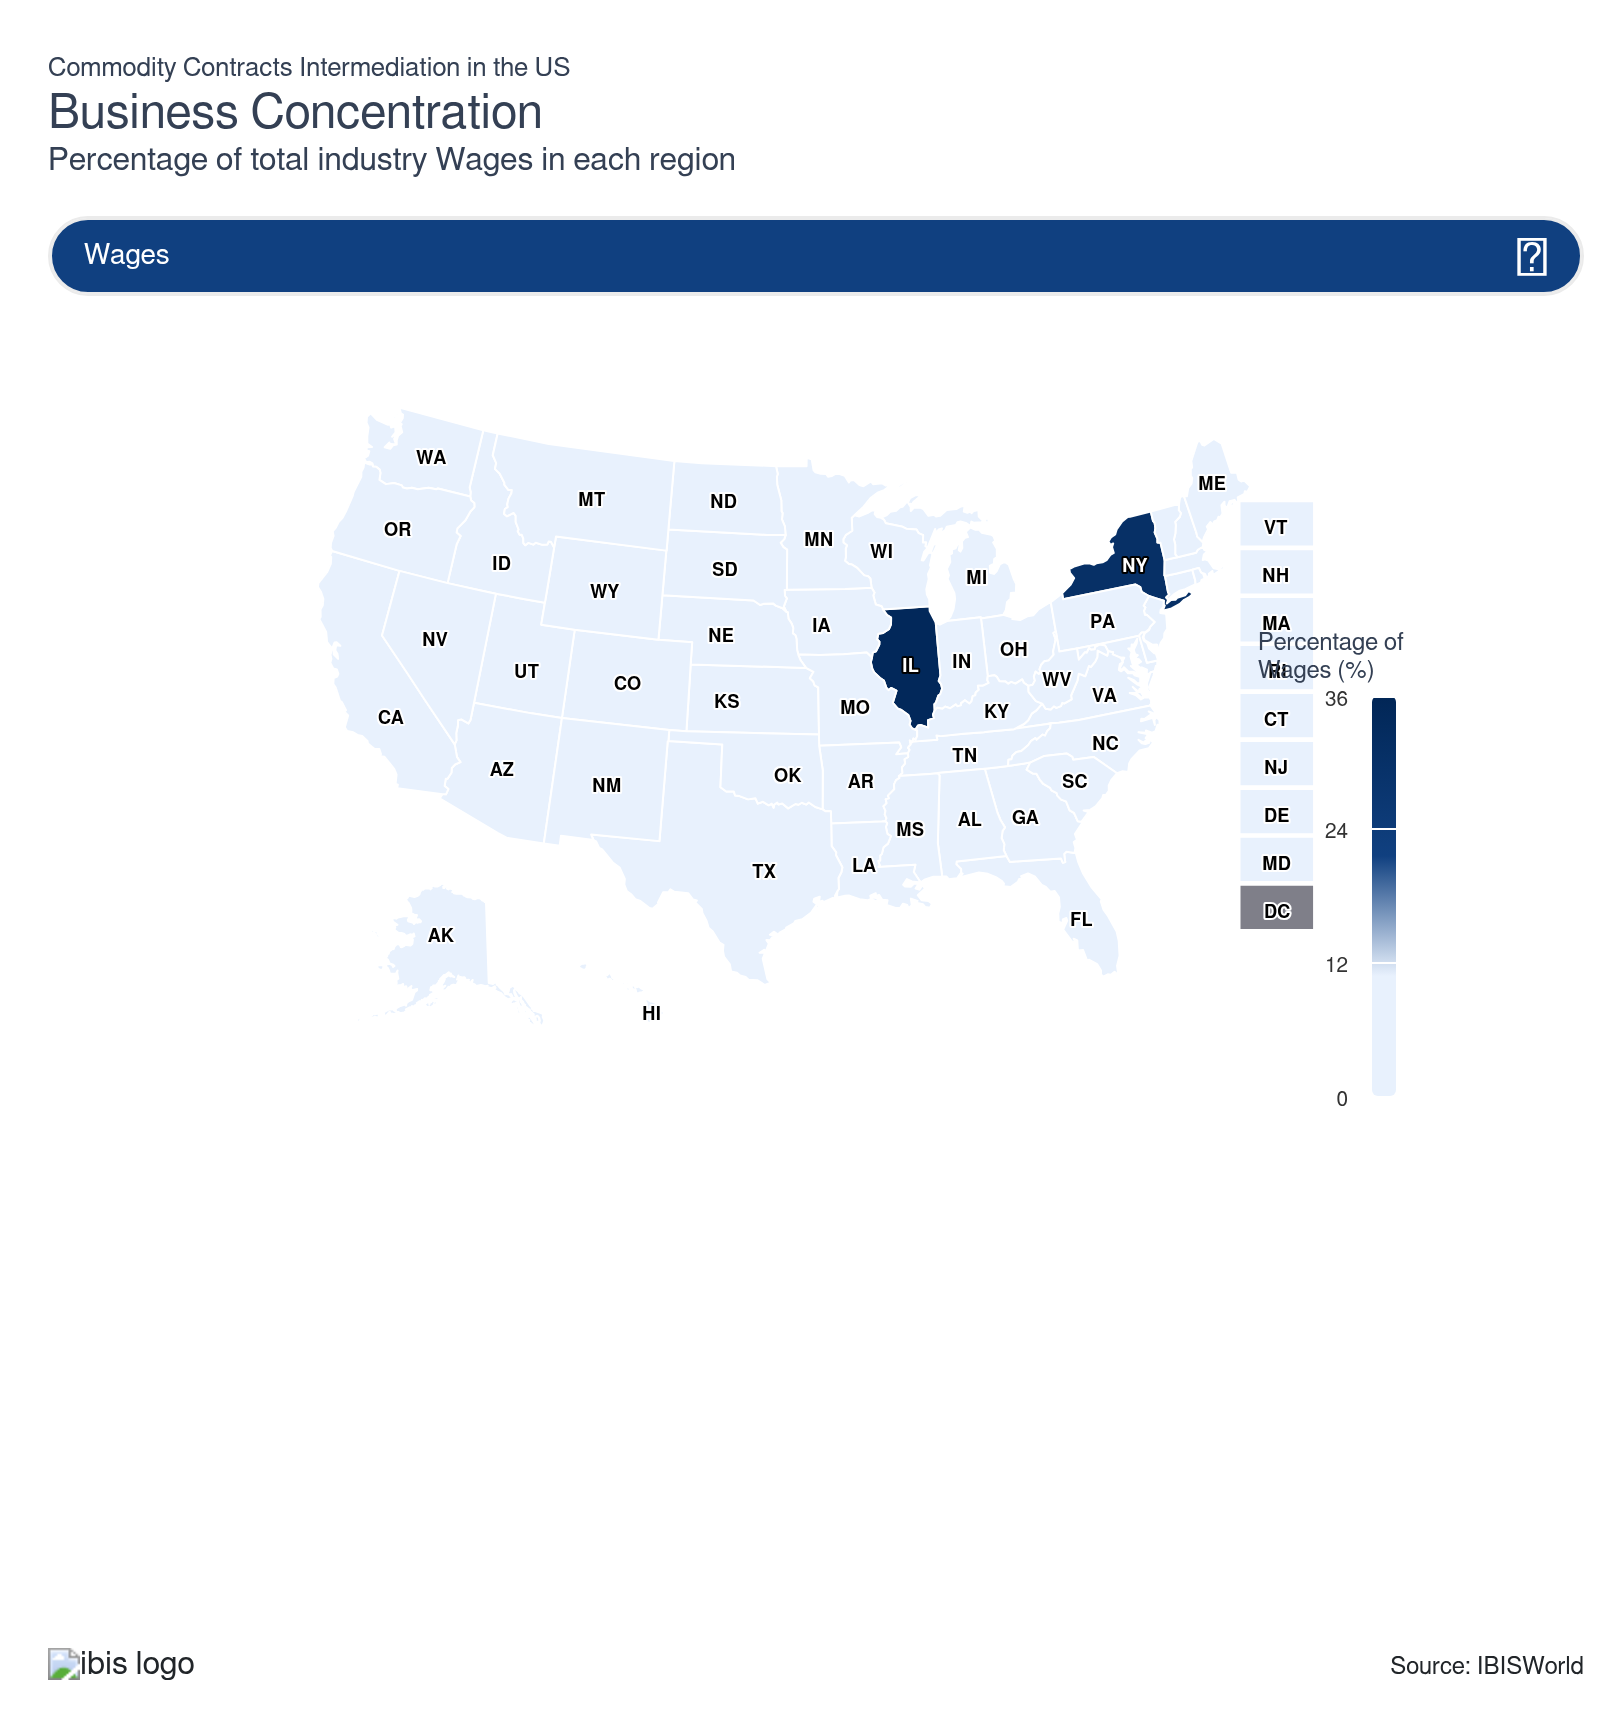 Commodity Contracts Intermediation in the US
Business Concentration
Percentage of total industry Wages in each region
Wages
WA
MT
ND
MN
WI
MI
ME
NY
VT
OR
ID
SD
WY
NH
IA
NE
PA
MA
NV
UT
CO
KS
IL
IN
OH
WV
VA
Percentage of
Wages (%)
RI
36
CA
MO
KY
CT
AZ
NM
OK
AR
TN
NC
NJ
SC
MS
AL
GA
DE
24
TX
LA
MD
FL
DC
AK
12
HI
0
ibis logo
Source: IBISWorld